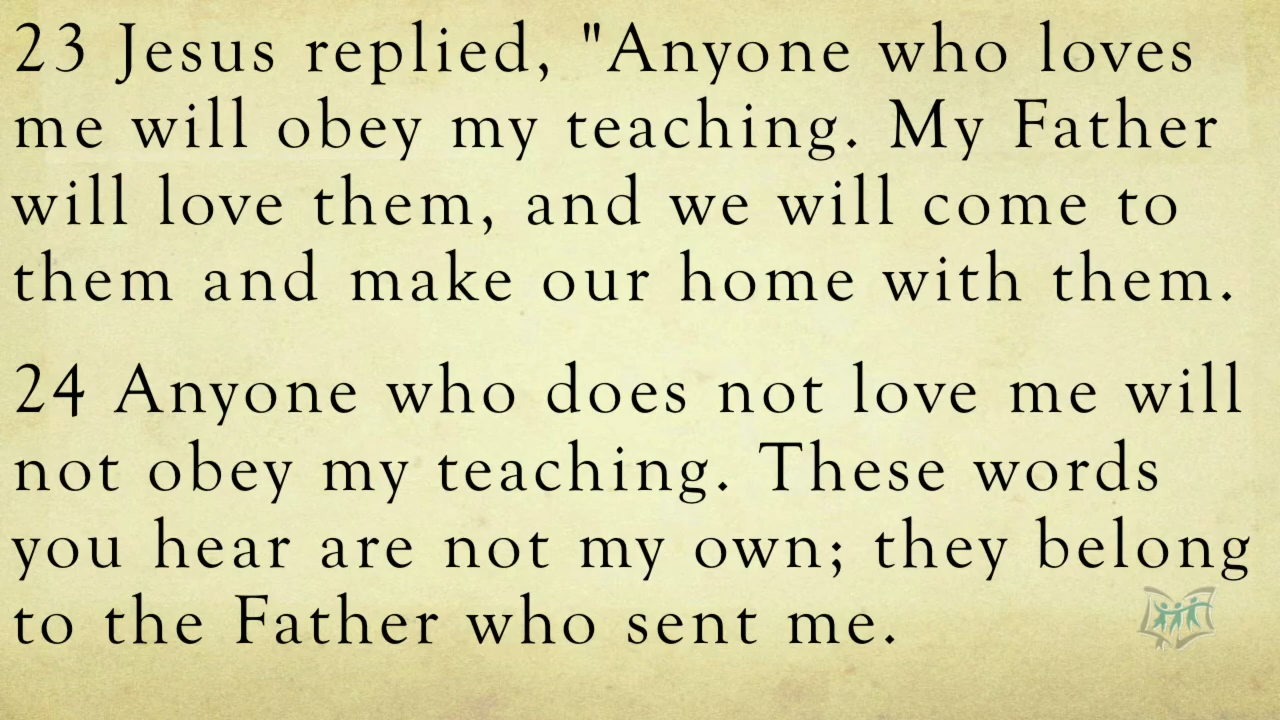 23 Jesus replied, "Anyone who loves
me will obey my teaching. My Father
will love them, and we will come to
them and make our home with them.
24 Anyone who does not love me will
not obey my teaching. These words
you hear are not my own; they belong
to the Father who sent me.